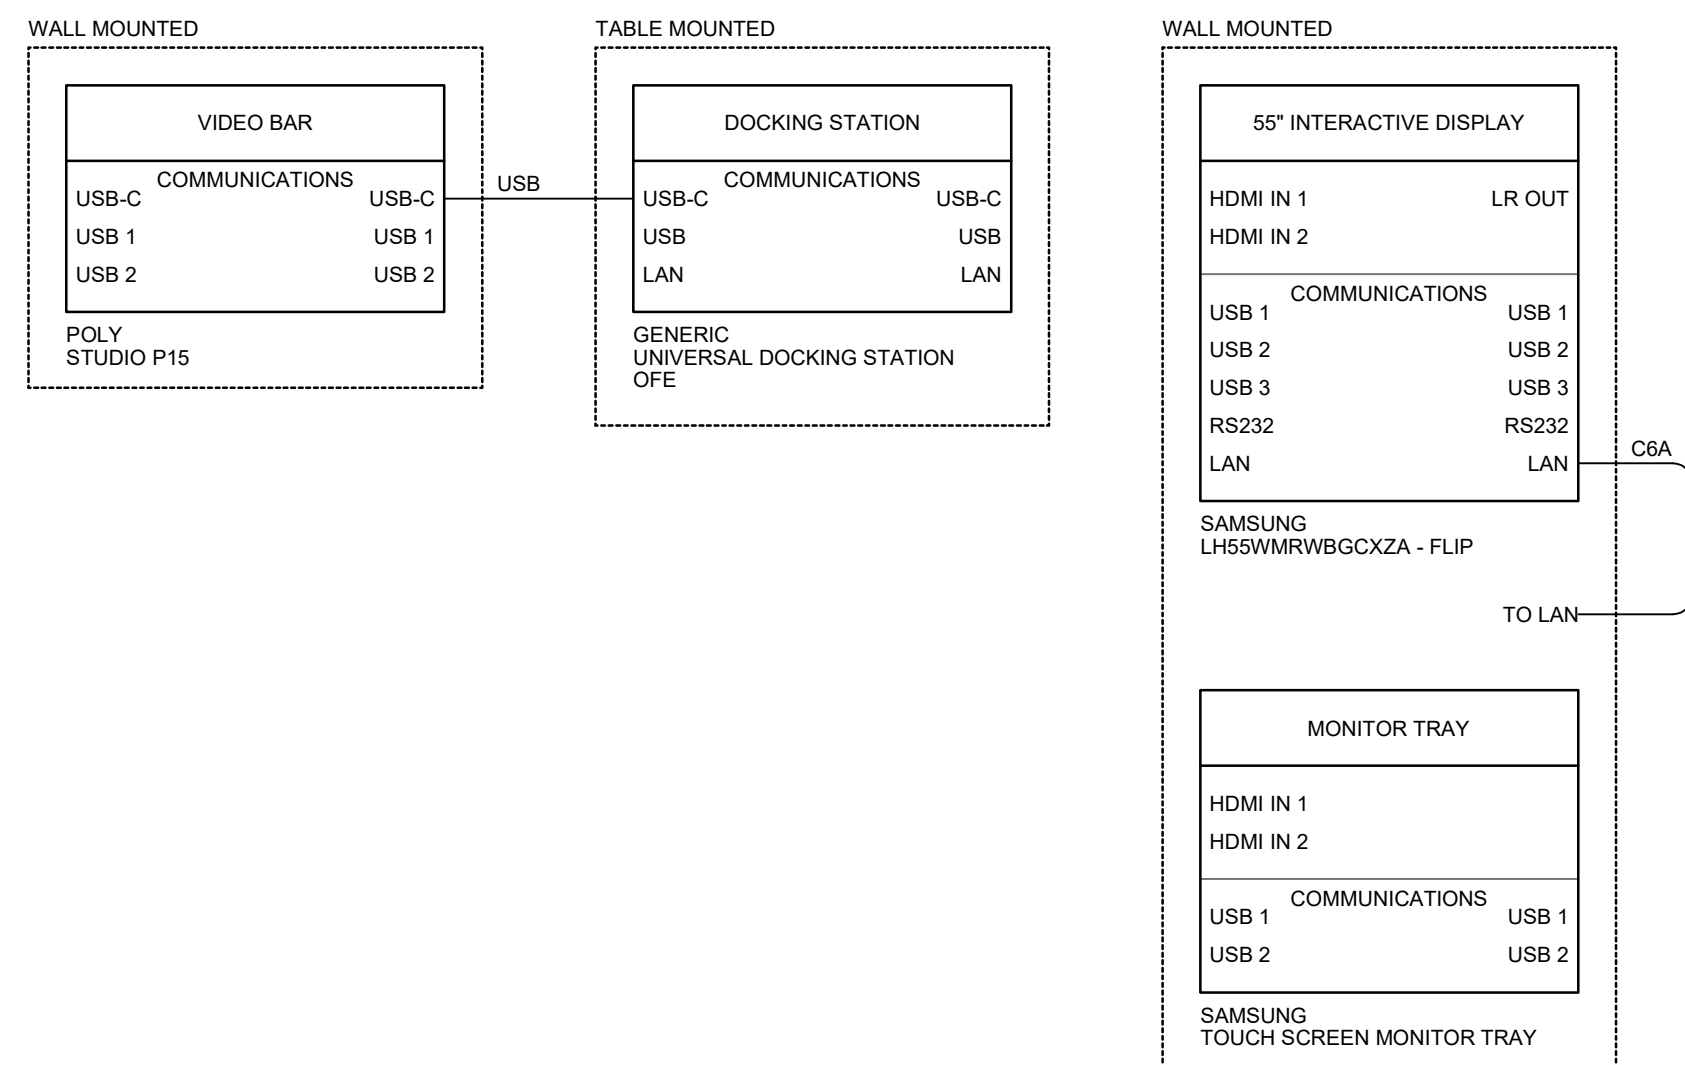 WALL MOUNTED
VIDEO BAR
COMMUNICATIONS
USB-C USB-C
USB 1 USB 1
USB 2 USB 2
POLY
STUDIO P15
USB
TABLE MOUNTED
DOCKING STATION
COMMUNICATIONS
USB-C USB-C
USB USB
LAN LAN
GENERIC
UNIVERSAL DOCKING STATION
OFE
WALL MOUNTED
55" INTERACTIVE DISPLAY
HDMI IN 1 LR OUT
HDMI IN 2
COMMUNICATIONS
USB 1 USB 1
USB 2 USB 2
USB 3 USB 3
RS232 RS232
LAN LAN
C6A
SAMSUNG
LH55WMRWBGCXZA - FLIP
TO LAN
MONITOR TRAY
HDMI IN 1
HDMI IN 2
COMMUNICATIONS
USB 1 USB 1
USB 2 USB 2
SAMSUNG
TOUCH SCREEN MONITOR TRAY